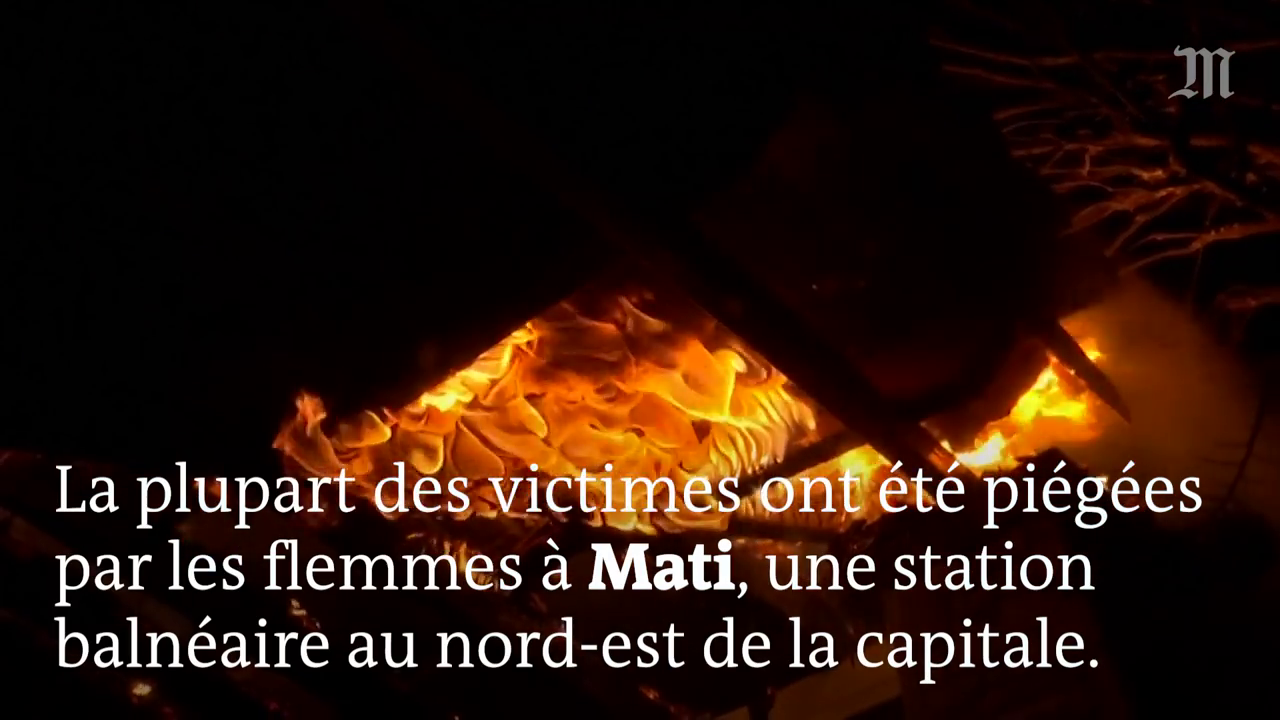 M
La plupart des victimes ont été piégées
par les flemmes à Mati, une station
balnéaire au nord-est de la capitale.